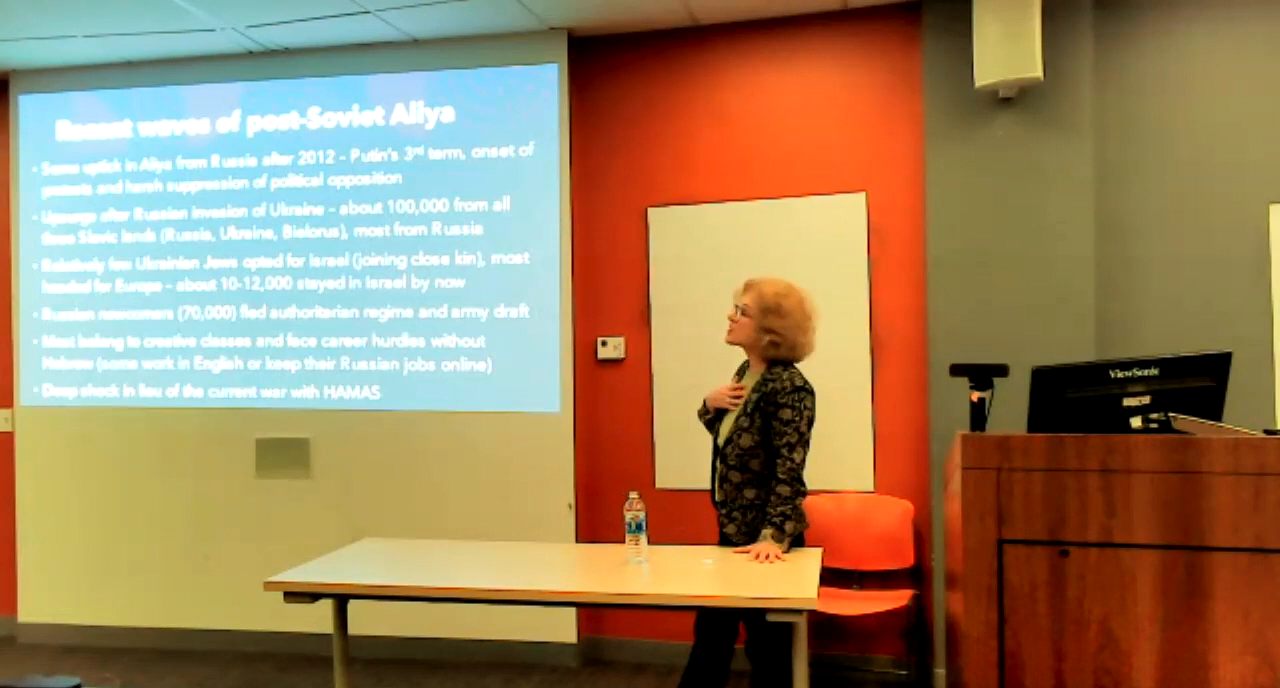 Recent waves of post-Soviet Aliya
• Some uptick in Aliya from Russia after 2012 - Putin's 3rd term, onset of
protests and harsh suppression of political opposition
• Upsurge after Russian invasion of Ukraine - about 100,000 from all
three Slavic lands (Russia, Ukraine, Bielorus), most from Russia
• Relatively few Ukrainian Jews opted for Israel (joining close kin), most
headed for Europe - about 10-12,000 stayed in Israel by now
• Russian newcomers (70,000) fled authoritarian regime and army draft
• Most belong to creative classes and face career hurdles without
Hebrew (some work in English or keep their Russian jobs online)
• Deep shock in lieu of the current war with HAMAS
ViewSonic